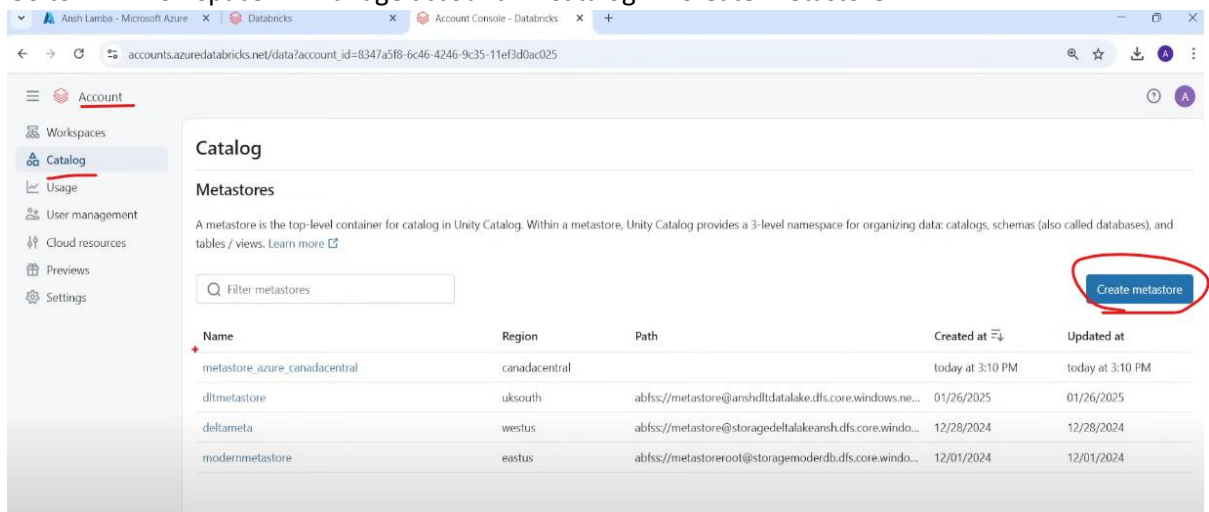 Ansh Lamba - Microsoft Azure
Databricks
Account Console - Databricks
accounts.azuredatabricks.net/data?account_id=8347a5f8-6c46-4246-9c35-11ef3d0ac025
A
Account
A
Workspaces
Catalog
Usage
User management
Cloud resources
Previews
Settings
Catalog
Metastores
A metastore is the top-level container for catalog in Unity Catalog. Within a metastore, Unity Catalog provides a 3-level namespace for organizing data: catalogs, schemas (also called databases), and
tables / views. Learn more
Filter metastores
Create metastore
Name Region Path Created at Updated at
metastore_azure_canadacentral canadacentral today at 3:10 PM today at 3:10 PM
dltmetastore uksouth abfss://metastore@anshdltdatalake.dfs.core.windows.ne... 01/26/2025 01/26/2025
deltameta westus abfss://metastore@storagedeltalakeansh.dfs.core.windo... 12/28/2024 12/28/2024
modernmetastore eastus abfss://metastoreroot@storagemoderdb.dfs.core.windo... 12/01/2024 12/01/2024